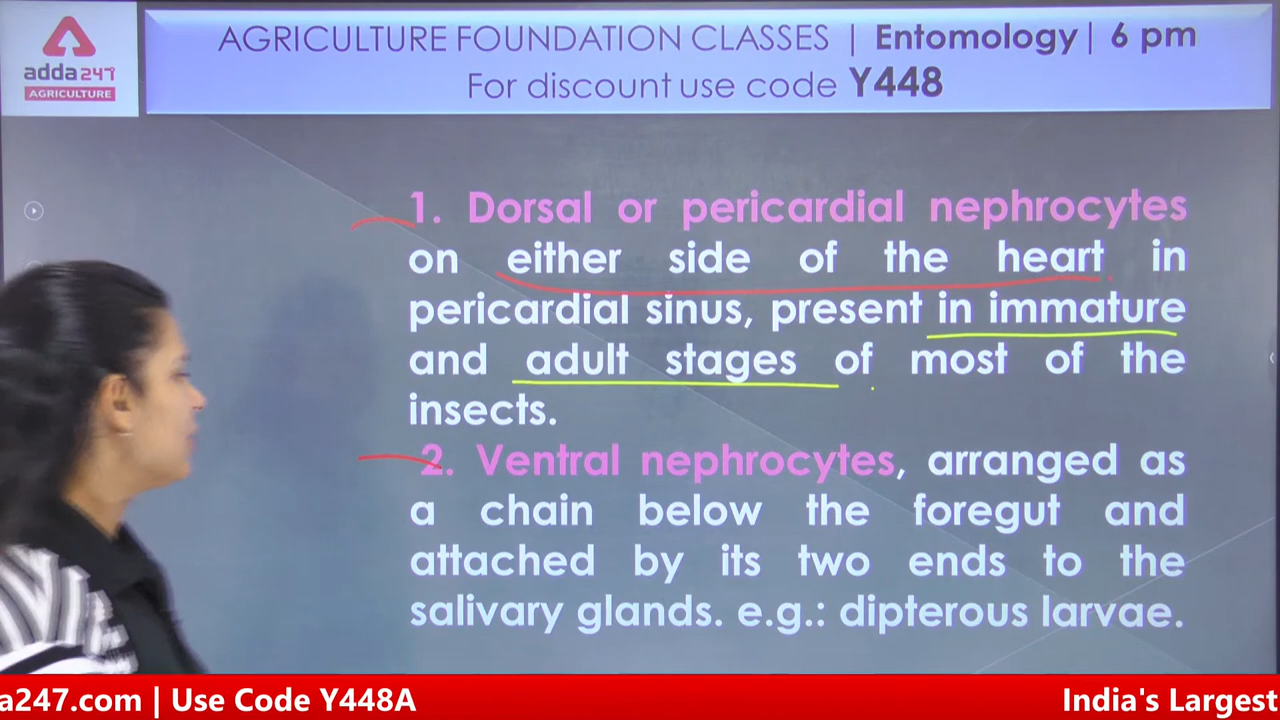 AGRICULTURE FOUNDATION CLASSES | Entomology | 6 pm
For discount use code Y448
adda247
AGRICULTURE
1. Dorsal or pericardial nephrocytes
on either side of the heart in
pericardial sinus, present in immature
and adult stages of most of the
insects.
2. Ventral nephrocytes, arranged as
a chain below the foregut and
attached by its two ends to the
salivary glands. e.g.: dipterous larvae.
a247.com | Use Code Y448A
India's Largest